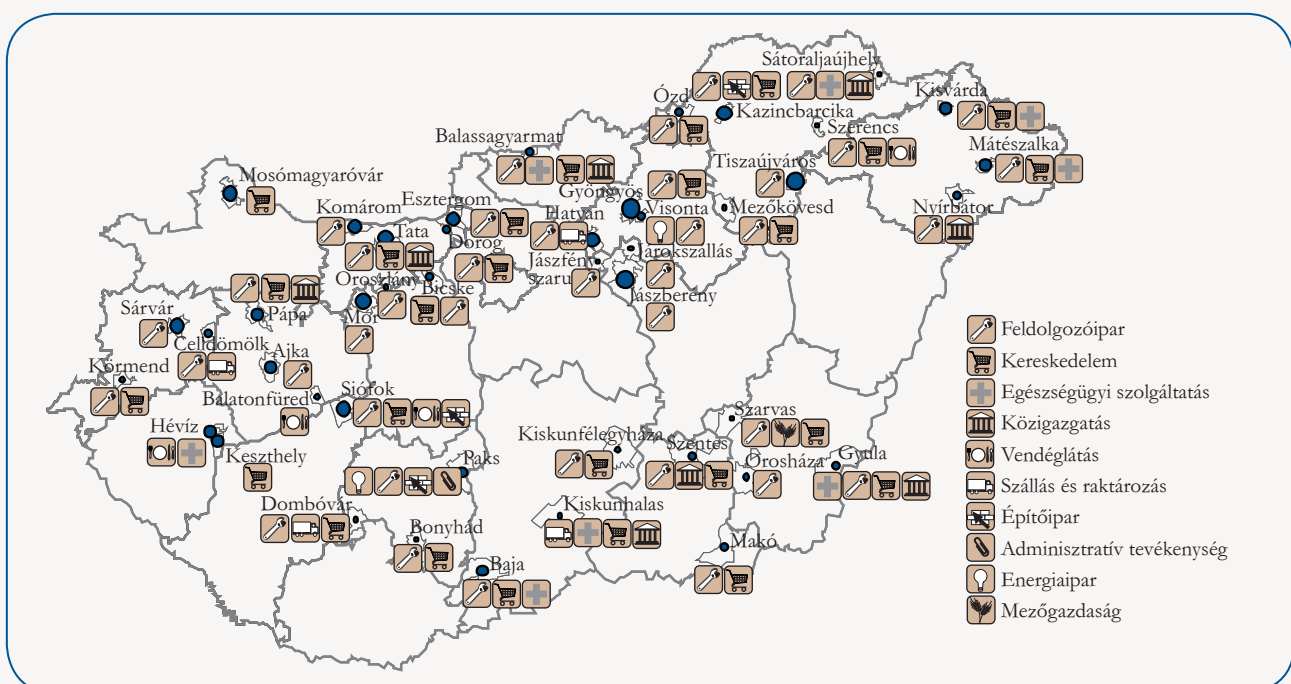 Sátoraljaújhely
Ózd
Kazincbarcika
Kisvárda
Szerencs
Balassagyarmat
Mátészalka
Tiszaújváros
Mosómagyaróvár
Gyöngyös
Esztergom
Visonta
Mezőkövesd
Nyírbátor
Komárom
Hatvan
Tata
Dorog
Jászfény-
szaru
Járokszállás
Oroszlány
Bicske
Jászberény
Sárvár
Pápa
Mór
Celldömölk
Ajka
Körmend
Balatonfüred
Siófok
Hévíz
Keszthely
Kiskunfélegyháza
Szarvas
Szentes
Orosháza
Gyula
Paks
Dombóvár
Bonyhád
Kiskunhalas
Makó
Baja
Feldolgozóipar
Kereskedelem
Egészségügyi szolgáltatás
Közigazgatás
Vendéglátás
Szállás és raktározás
Építőipar
Adminisztratív tevékenység
Energiaipar
Mezőgazdaság